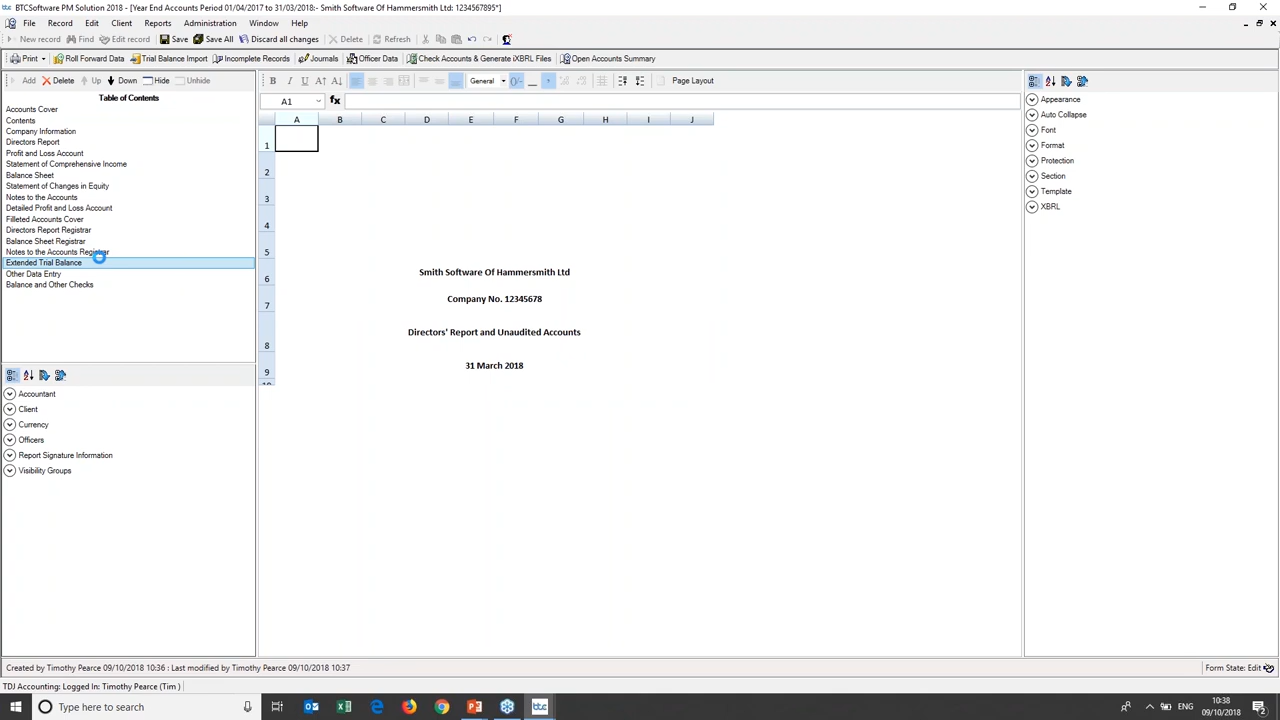 BTCSoftware PM Solution 2018 - [Year End Accounts Period 01/04/2017 to 31/03/2018:- Smith Software Of Hammersmith Ltd: 1234567895*]
File Record Edit Client Reports Administration Window Help
New record Find Edit record Save Save All Discard all changes Delete Refresh
Print Roll Forward Data Trial Balance Import Incomplete Records Journals Officer Data Check Accounts & Generate iXBRL Files Open Accounts Summary
Add Delete Up Down Hide Unhide
General Page Layout
Table of Contents
Accounts Cover
Contents
Company Information
Directors Report
Profit and Loss Account
Statement of Comprehensive Income
Balance Sheet
Statement of Changes in Equity
Notes to the Accounts
Detailed Profit and Loss Account
Filleted Accounts Cover
Directors Report Registrar
Balance Sheet Registrar
Notes to the Accounts Registrar
Extended Trial Balance
Other Data Entry
Balance and Other Checks
Accountant
Client
Currency
Officers
Report Signature Information
Visibility Groups
A1 fx
A B C D E F G H I J
1
2
3
4
5
6
7
8
9
10
Smith Software Of Hammersmith Ltd
Company No. 12345678
Directors' Report and Unaudited Accounts
31 March 2018
Appearance
Auto Collapse
Font
Format
Protection
Section
Template
XBRL
Created by Timothy Pearce 09/10/2018 10:36 : Last modified by Timothy Pearce 09/10/2018 10:37
Form State: Edit
TDJ Accounting: Logged In: Timothy Pearce (Tim )
Type here to search
btc
ENG
10:38
09/10/2018
2